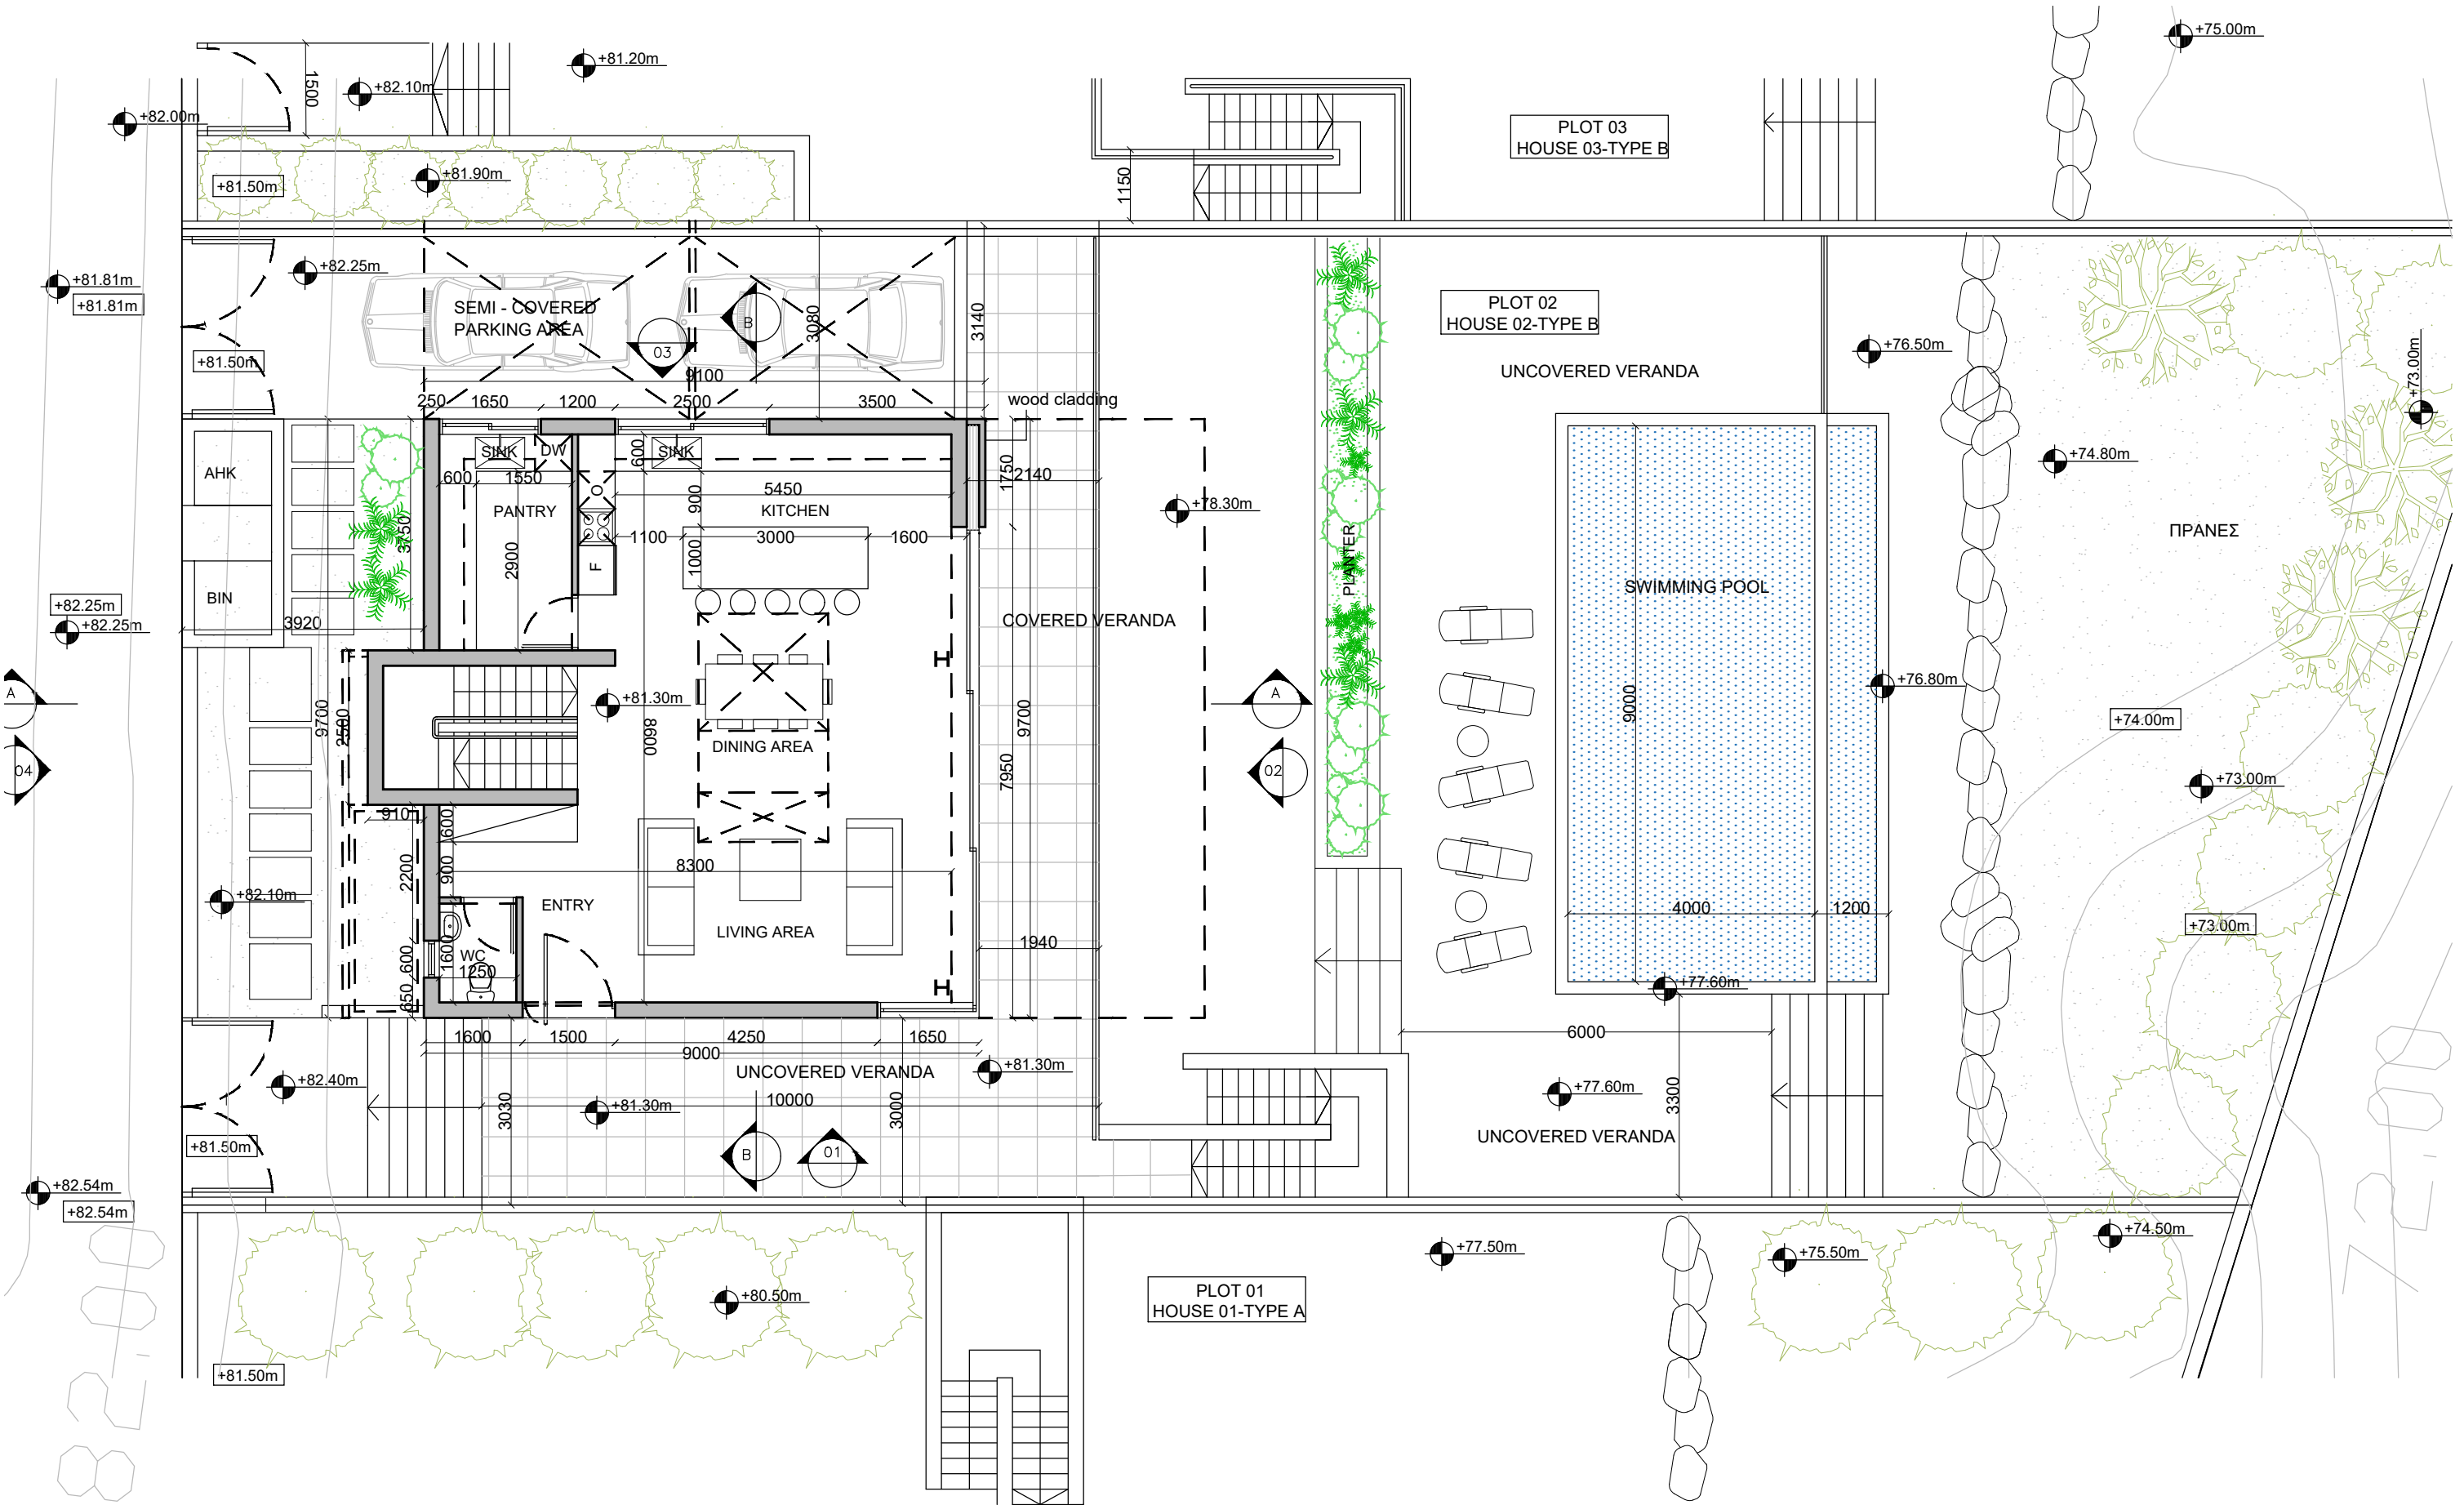 +75.00m
+81.20m
1500
+82.10m
+82.00m
PLOT 03
HOUSE 03-TYPE B
+81.50m
+81.90m
1150
+82.25m
+81.81m
+81.81m
SEMI - COVERED
PARKING AREA
B
03
3080
3140
PLOT 02
HOUSE 02-TYPE B
+81.50m
9100
UNCOVERED VERANDA
+76.50m
+73.00m
250
1650
1200
2500
3500
wood cladding
AHK
SINK
DW
600
SINK
1750
2140
+74.80m
600
1550
O
900
5450
PANTRY
KITCHEN
+78.30m
3750
1100
3000
1600
PLANTER
ΠΡΑΝΕΣ
2900
1000
F
BIN
SWIMMING POOL
+82.25m
+82.25m
3920
COVERED VERANDA
A
+81.30m
A
9000
+76.80m
9700
2500
8600
9700
+74.00m
DINING AREA
04
7950
02
+73.00m
910
600
2200
900
8300
+82.10m
ENTRY
LIVING AREA
4000
1200
+73.00m
1940
600
1600
WC
1250
650
+77.60m
1600
1500
4250
1650
9000
6000
UNCOVERED VERANDA
+81.30m
+82.40m
10000
+81.30m
3030
3000
+77.60m
3300
+81.50m
B
01
UNCOVERED VERANDA
+82.54m
+82.54m
+74.50m
+77.50m
+75.50m
+80.50m
PLOT 01
HOUSE 01-TYPE A
+81.50m